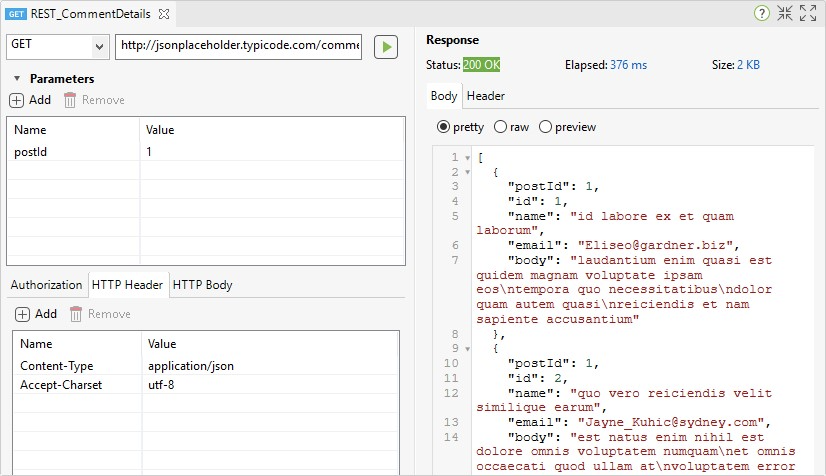 GET REST_CommentDetails
GET http://jsonplaceholder.typicode.com/comme
Parameters
Add Remove
Name Value
postId 1
Authorization HTTP Header HTTP Body
Add Remove
Name Value
Content-Type application/json
Accept-Charset utf-8
?
Response
Status: 200 OK Elapsed: 376 ms Size: 2 KB
Body Header
pretty raw preview
1 [
2 {
3 "postId": 1,
4 "id": 1,
5 "name": "id labore ex et quam
laborum",
6 "email": "Eliseo@gardner.biz",
7 "body": "laudantium enim quasi est
quidem magnam voluptate ipsam
eos\ntempora quo necessitatibus\ndolor
quam autem quasi\nreiciendis et nam
sapiente accusantium"
8 },
9 {
10 "postId": 1,
11 "id": 2,
12 "name": "quo vero reiciendis velit
similique earum",
13 "email": "Jayne_Kuhic@sydney.com",
14 "body": "est natus enim nihil est
dolore omnis voluptatem numquam\net omnis
occaecati quod ullam at\nvoluptatem error